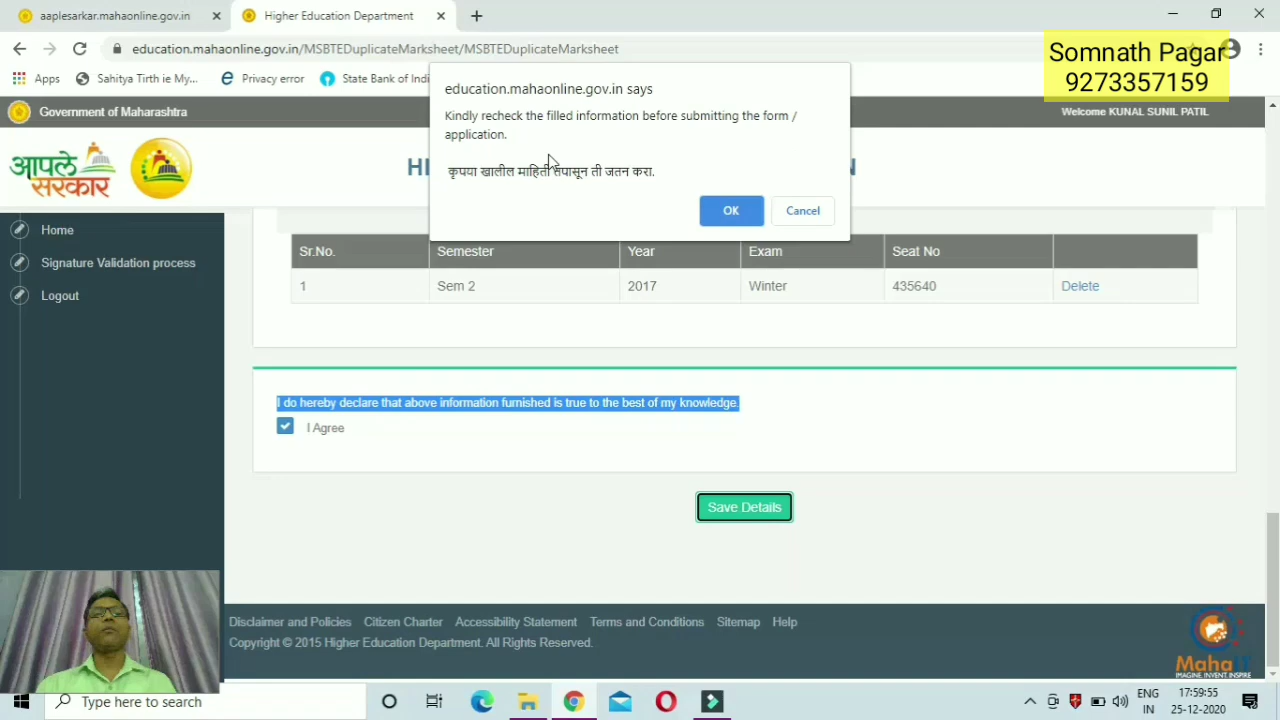 aaplesarkar.mahaonline.gov.in
Higher Education Department
education.mahaonline.gov.in/MSBTEDuplicateMarksheet/MSBTEDuplicateMarksheet
Somnath Pagar
9273357159
Apps
Sahitya Tirth ie My...
Privacy error
State Bank of Indi
education.mahaonline.gov.in says
Kindly recheck the filled information before submitting the form /
application.
कृपया खालील माहिती तपासून ती जतन करा.
OK
Cancel
Government of Maharashtra
Welcome KUNAL SUNIL PATIL
आपले
सरकार
Home
Signature Validation process
Logout
Sr.No. Semester Year Exam Seat No
1 Sem 2 2017 Winter 435640 Delete
I do hereby declare that above information furnished is true to the best of my knowledge.
I Agree
Save Details
Disclaimer and Policies Citizen Charter Accessibility Statement Terms and Conditions Sitemap Help
Copyright © 2015 Higher Education Department. All Rights Reserved.
MahaIT
IMAGINE. INVENT. INSPIRE
Type here to search
ENG
IN
17:59:55
25-12-2020